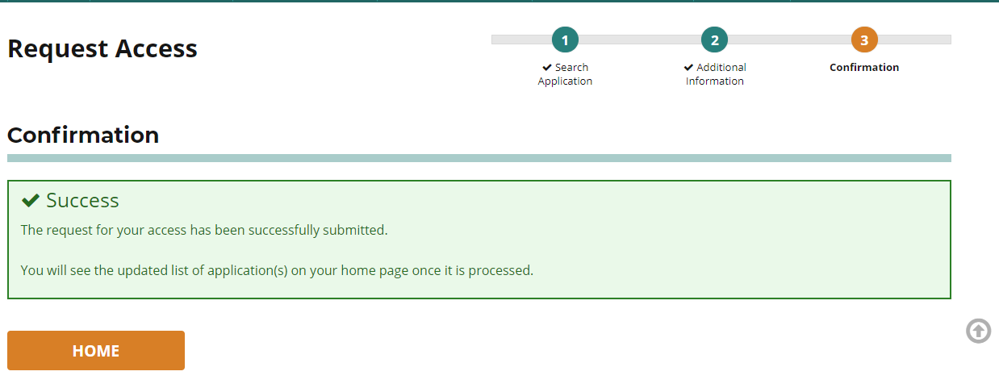 Request Access
1
2
3
✔ Search
Application
✔ Additional
Information
Confirmation
Confirmation
✔ Success
The request for your access has been successfully submitted.
You will see the updated list of application(s) on your home page once it is processed.
HOME